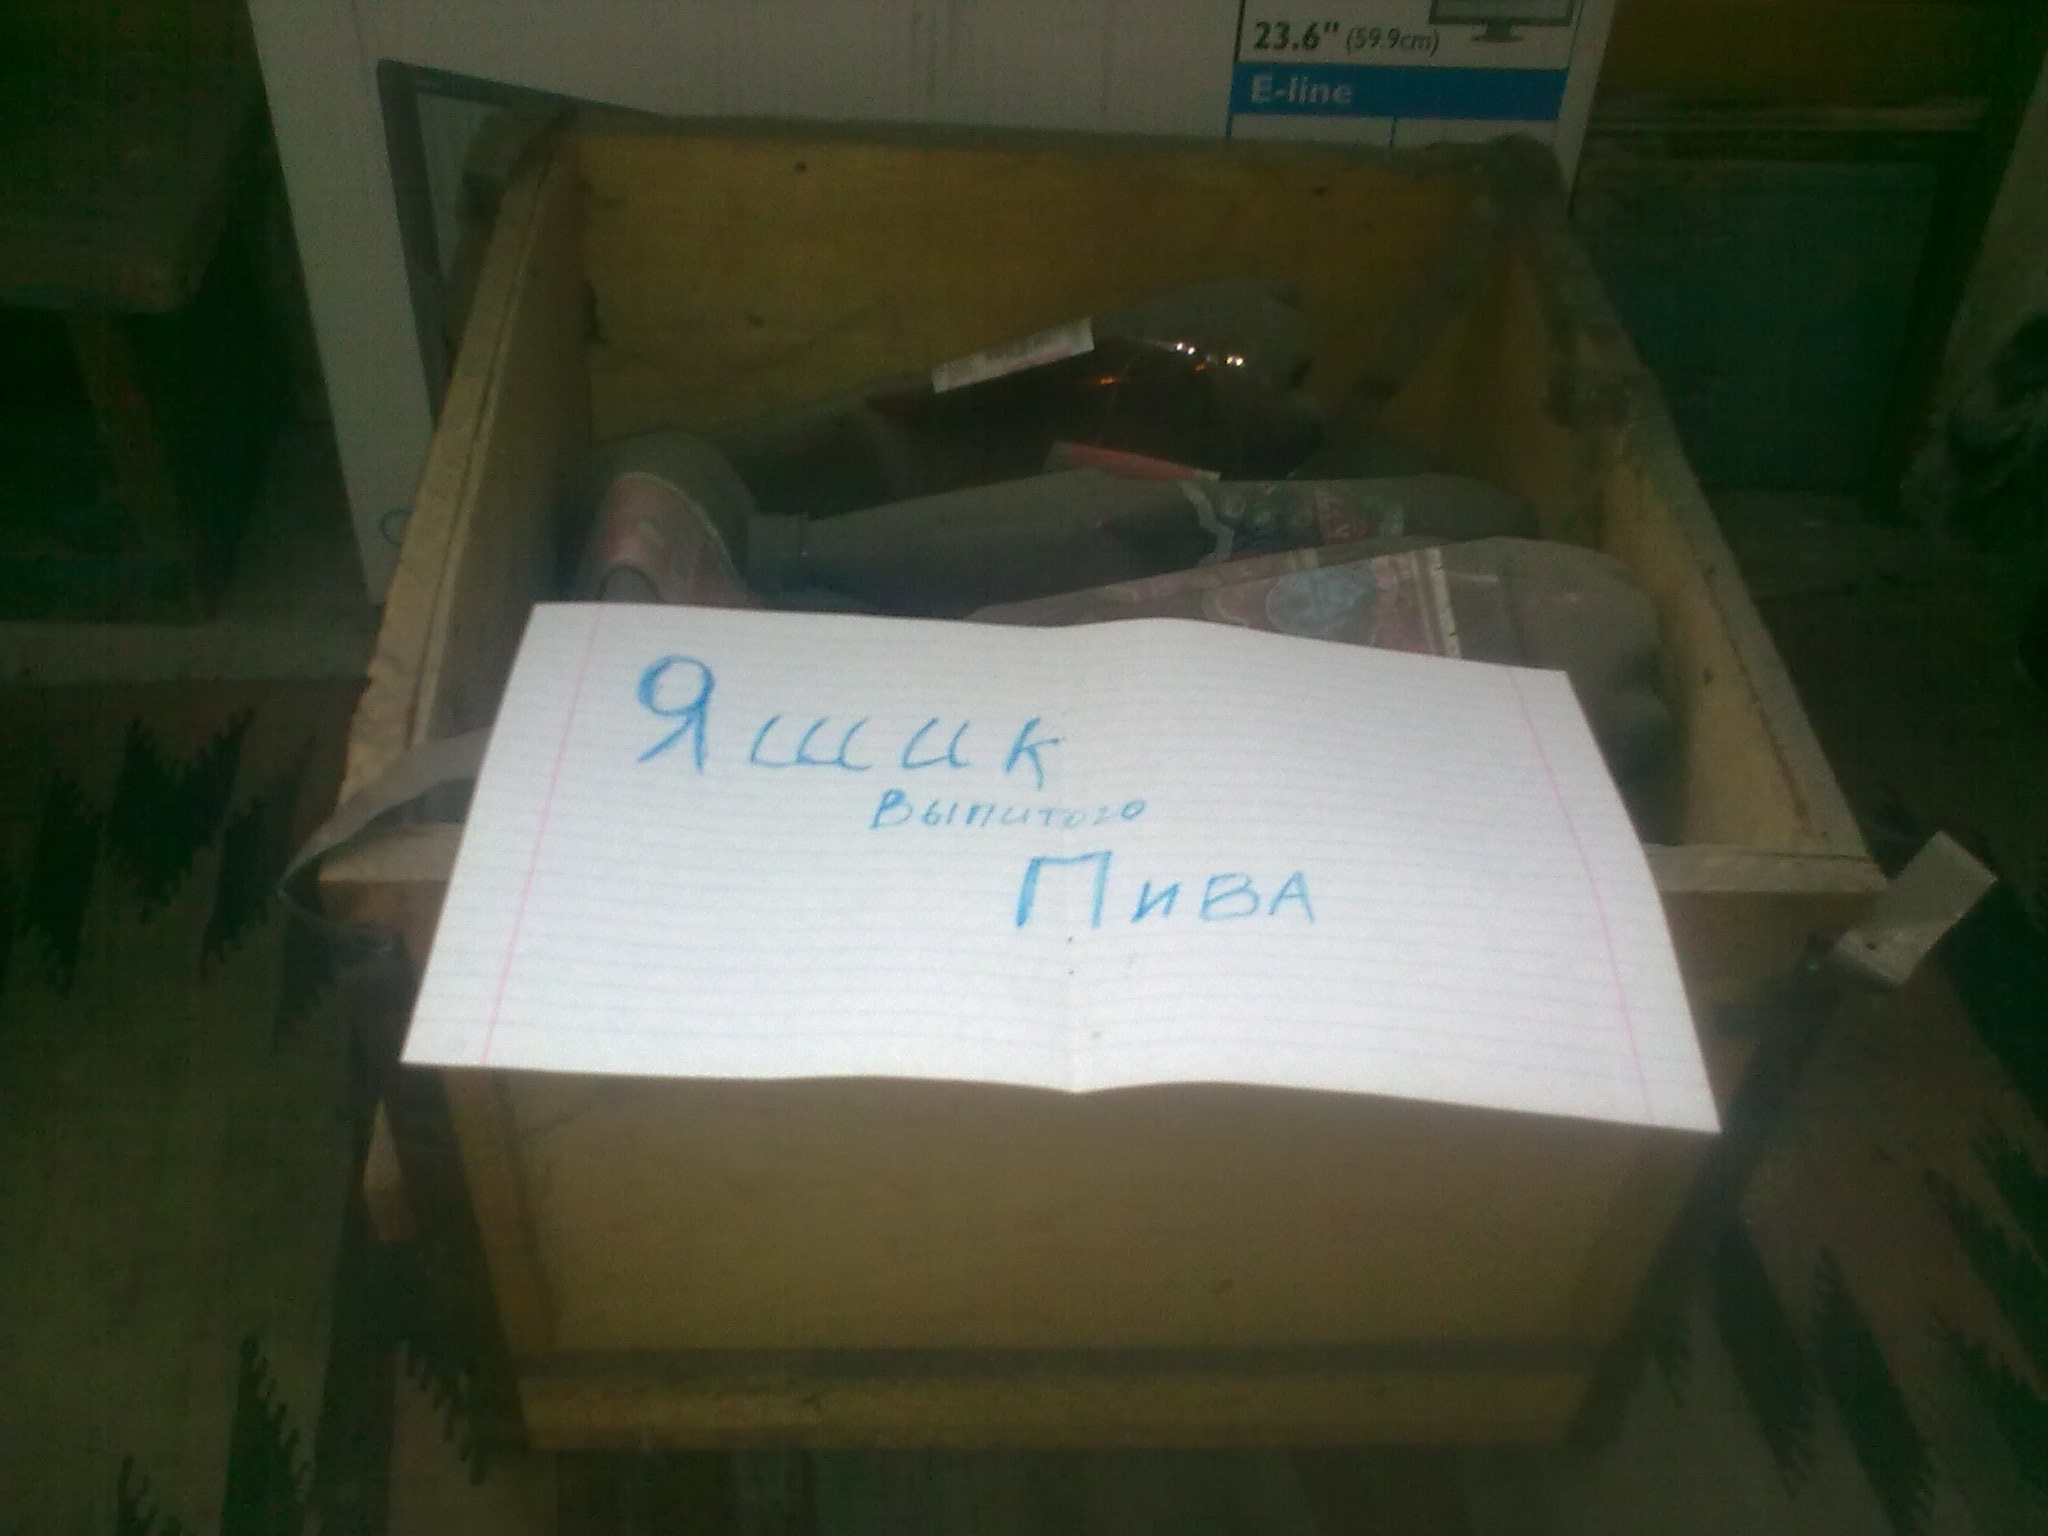 23.6" (59.9cm)
E-line
Ящик
выпитого
Пива